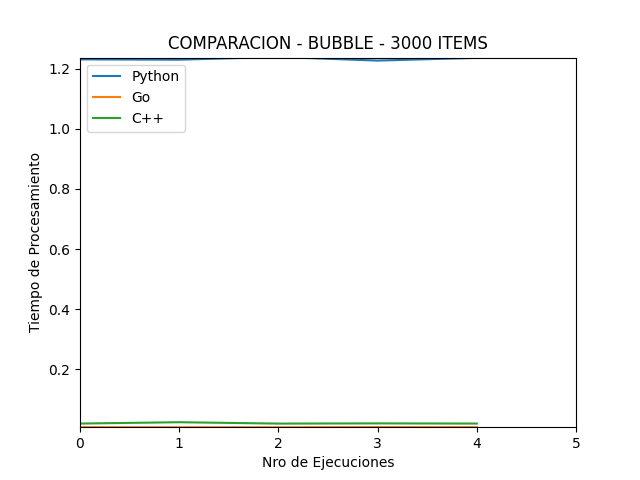 COMPARACION - BUBBLE - 3000 ITEMS
Python
Go
C++
Tiempo de Procesamiento
1.2
1.0
0.8
0.6
0.4
0.2
0 1 2 3 4 5
Nro de Ejecuciones